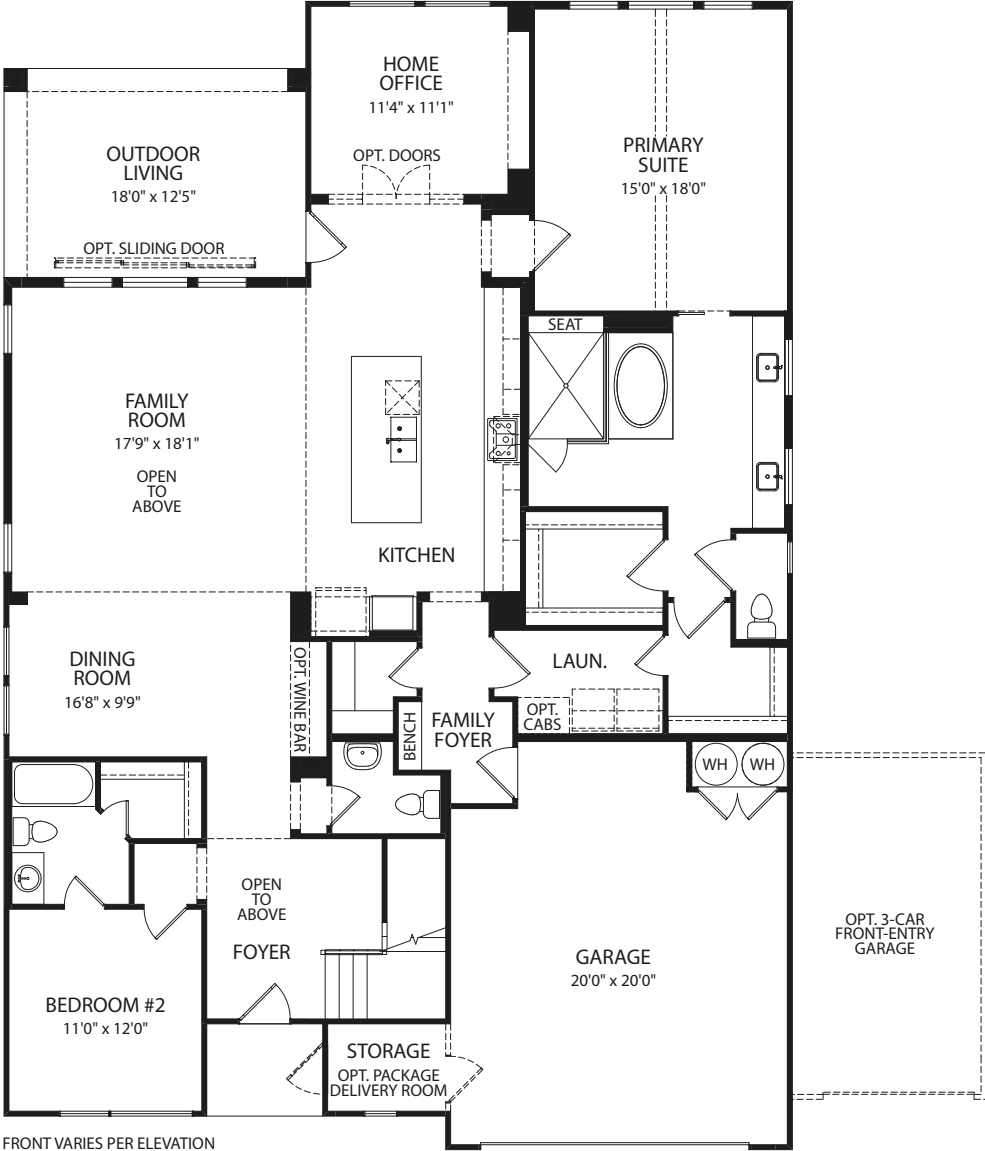 HOME
OFFICE
11'4" x 11'1"
OPT. DOORS
OUTDOOR
LIVING
18'0" x 12'5"
OPT. SLIDING DOOR
PRIMARY
SUITE
15'0" x 18'0"
SEAT
FAMILY
ROOM
17'9" x 18'1"
OPEN
TO
ABOVE
KITCHEN
DINING
ROOM
16'8" x 9'9"
OPT. WINE BAR
LAUN.
OPT.
CABS
BENCH
FAMILY
FOYER
WH
WH
OPEN
TO
ABOVE
FOYER
GARAGE
20'0" x 20'0"
OPT. 3-CAR
FRONT-ENTRY
GARAGE
BEDROOM #2
11'0" x 12'0"
STORAGE
OPT. PACKAGE
DELIVERY ROOM
FRONT VARIES PER ELEVATION